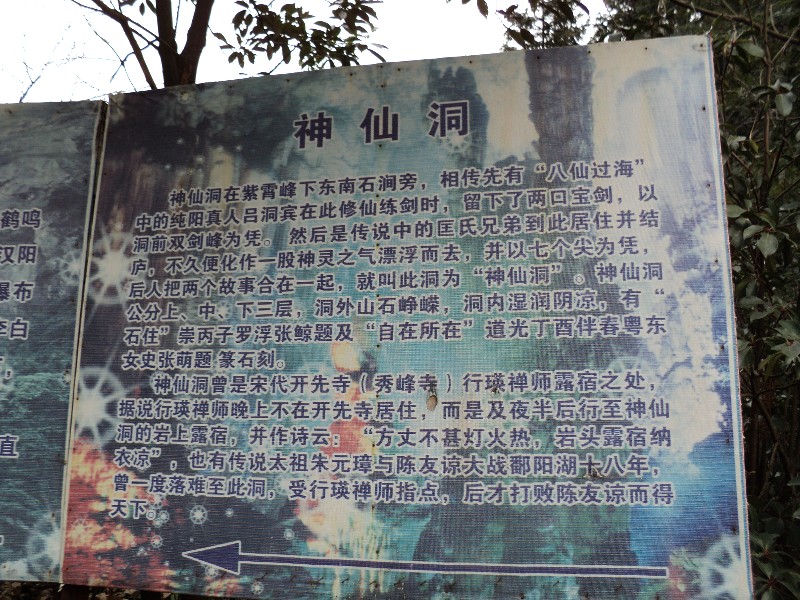 神仙洞
神仙洞在紫霄峰下东南石涧旁，相传先有“八仙过海”
中的纯阳真人吕洞宾在此修仙练剑时，留下了两口宝剑，以
洞前双剑峰为凭。然后是传说中的匡氏兄弟到此居住并结
庐，不久便化作一股神灵之气漂浮而去，并以七个尖为凭，
后人把两个故事合在一起，就叫此洞为“神仙洞”。神仙洞
公分上、中、下三层，洞外山石峥嵘，洞内湿润阴凉，有“
石住”崇丙子罗浮张鲸题及“自在所在”道光丁酉伴春粤东
女史张萌题篆石刻。
神仙洞曾是宋代开先寺（秀峰寺）行瑛禅师露宿之处，
据说行瑛禅师晚上不在开先寺居住，而是及夜半后行至神仙
洞的岩上露宿，并作诗云：“方丈不甚灯火热，岩头露宿纳
衣凉”，也有传说太祖朱元璋与陈友谅大战鄱阳湖十八年，
曾一度落难至此洞，受行瑛禅师指点，后才打败陈友谅而得
天下。
鹤鸣
汉阳
瀑布
李白
直